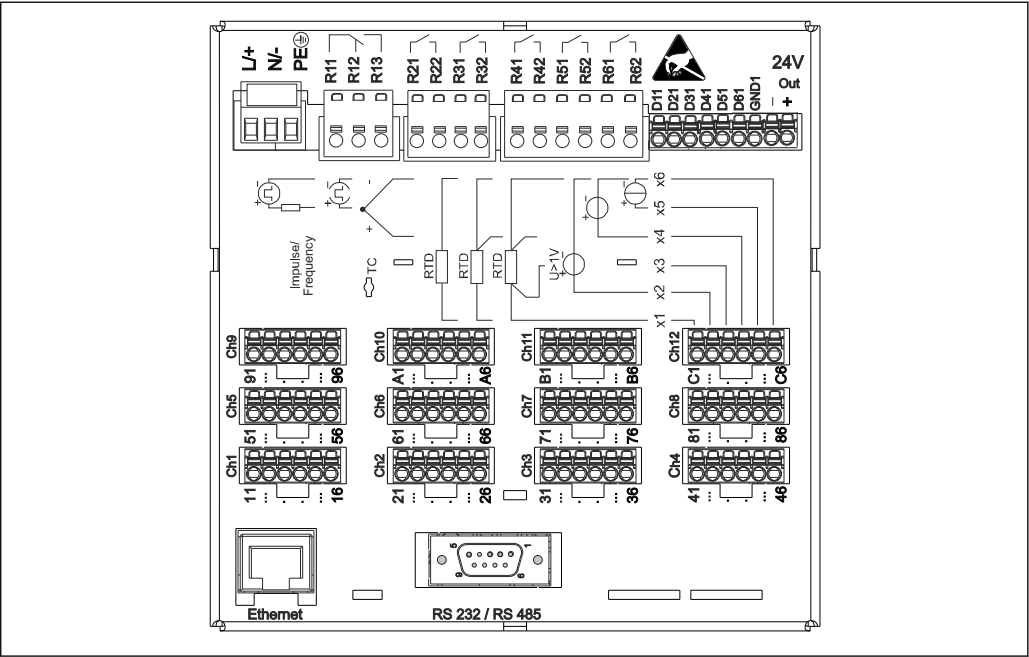 L/+ N/- PE
R11 R12 R13
R21 R22 R31 R32
R41 R42 R51 R52 R61 R62
24V
Out
D11 D21 D31 D41 D51 D61 GND1 - +
- + - + - + - + - +
x6
x5
x4
x3
x2
x1
Impulse/
Frequency
TC
RTD
RTD
RTD
U>1V
+ -
Ch9 Ch10 Ch11 Ch12
91 ... 96 A1 ... A6 B1 ... B6 C1 ... C6
Ch5 Ch6 Ch7 Ch8
51 ... 56 61 ... 66 71 ... 76 81 ... 86
Ch1 Ch2 Ch3 Ch4
11 ... 16 21 ... 26 31 ... 36 41 ... 46
5 1
9 6
Ethernet
RS 232 / RS 485